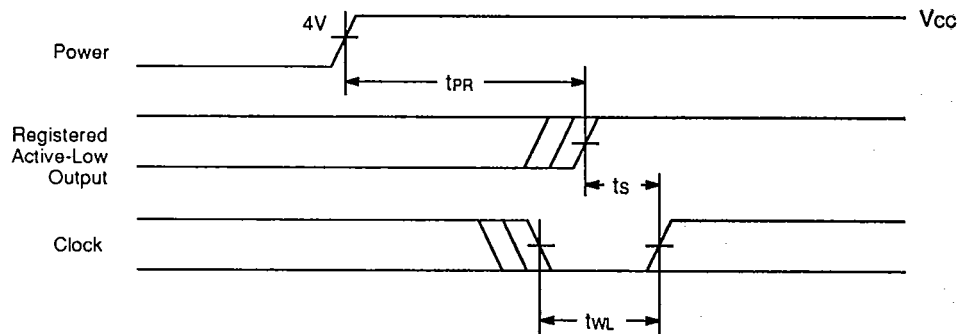 4V
VCC
Power
tPR
Registered
Active-Low
Output
tS
Clock
tWL